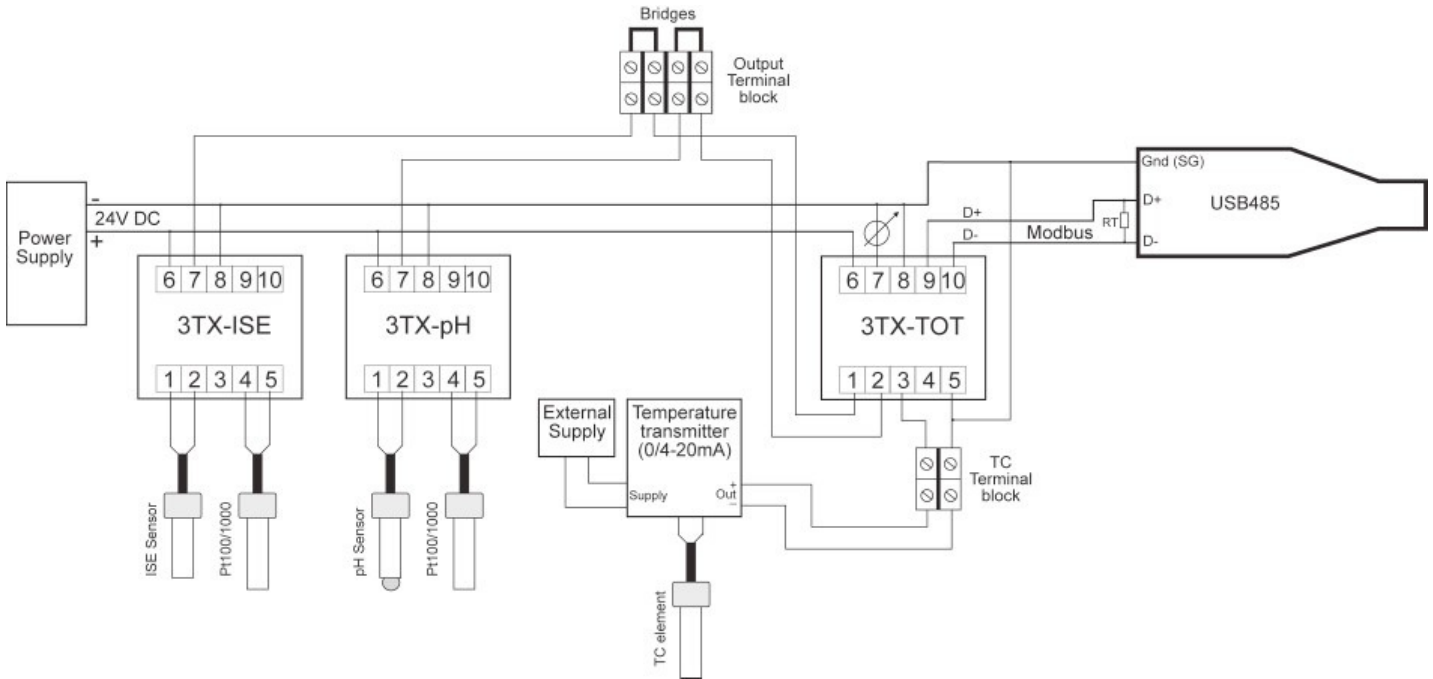 Bridges
Output
Terminal
block
Gnd (SG)
-
24V DC
+
Power
Supply
D+
D-
Modbus
D+
RT
D-
USB485
6 7 8 9 10
3TX-ISE
1 2 3 4 5
6 7 8 9 10
3TX-pH
1 2 3 4 5
6 7 8 9 10
3TX-TOT
1 2 3 4 5
External
Supply
Temperature
transmitter
(0/4-20mA)
Supply
+
Out
–
TC
Terminal
block
ISE Sensor
Pt100/1000
pH Sensor
Pt100/1000
TC element